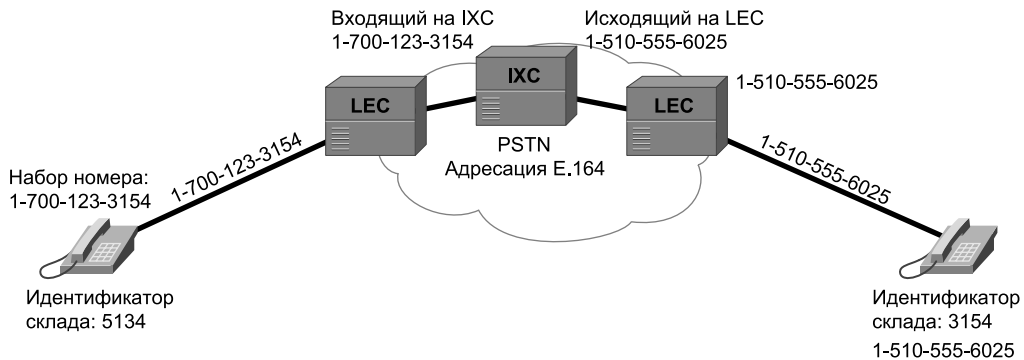 Входящий на IXC
1-700-123-3154
Исходящий на LEC
1-510-555-6025
IXC
LEC
LEC
1-510-555-6025
PSTN
Адресация E.164
1-700-123-3154
1-510-555-6025
Набор номера:
1-700-123-3154
Идентификатор
склада: 5134
Идентификатор
склада: 3154
1-510-555-6025